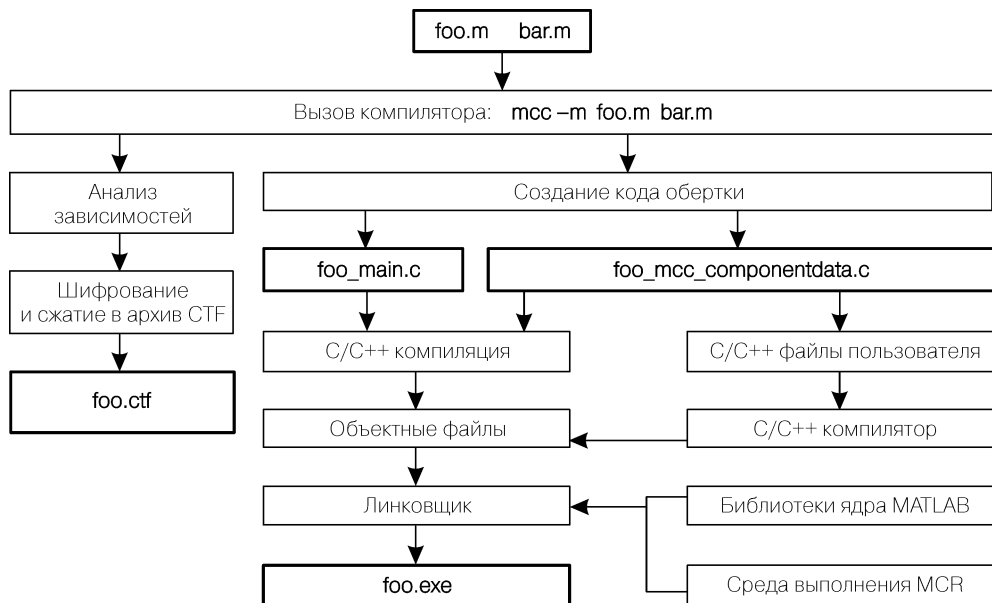 foo.m bar.m
Вызов компилятора: mcc –m foo.m bar.m
Анализ
зависимостей
Создание кода обертки
foo_main.c
foo_mcc_componentdata.c
Шифрование
и сжатие в архив CTF
C/C++ компиляция
C/C++ файлы пользователя
foo.ctf
Объектные файлы
C/C++ компилятор
Линковщик
Библиотеки ядра MATLAB
foo.exe
Среда выполнения MCR